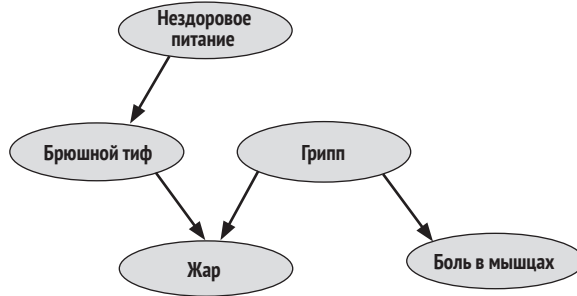 Нездоровое
питание
Брюшной тиф
Грипп
Жар
Боль в мышцах